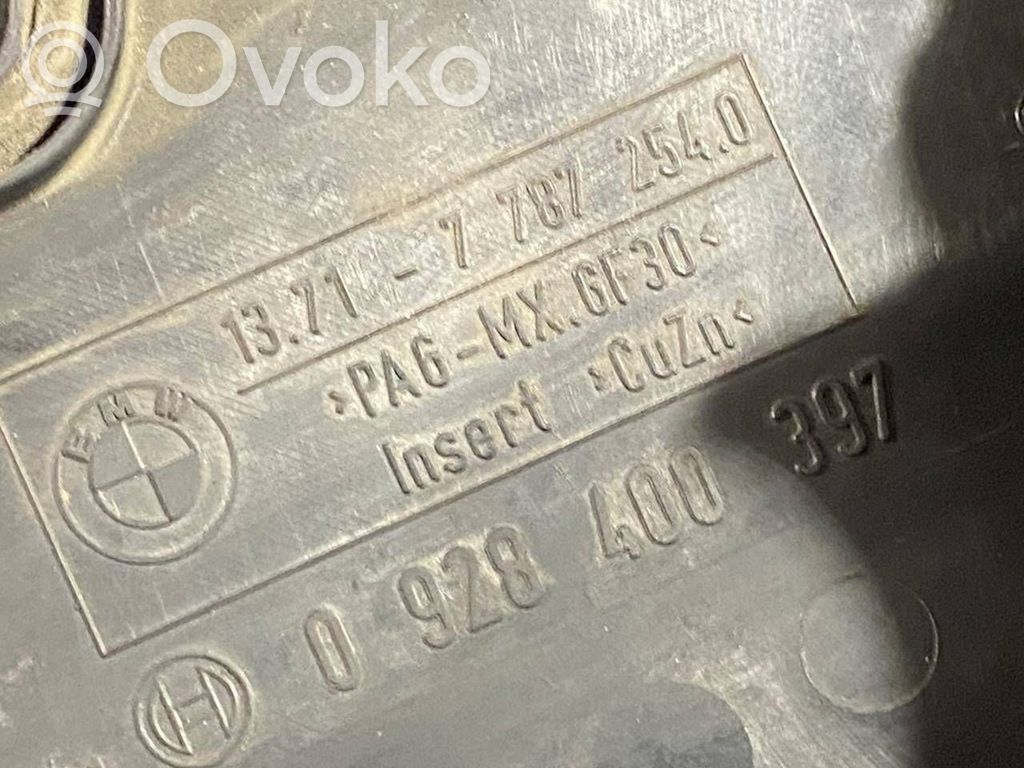 Ovoko
13.71 - 7 787 254.0
>PA6-MX.GF30<
BMW
Insert >CuZn<
0 928 400 397